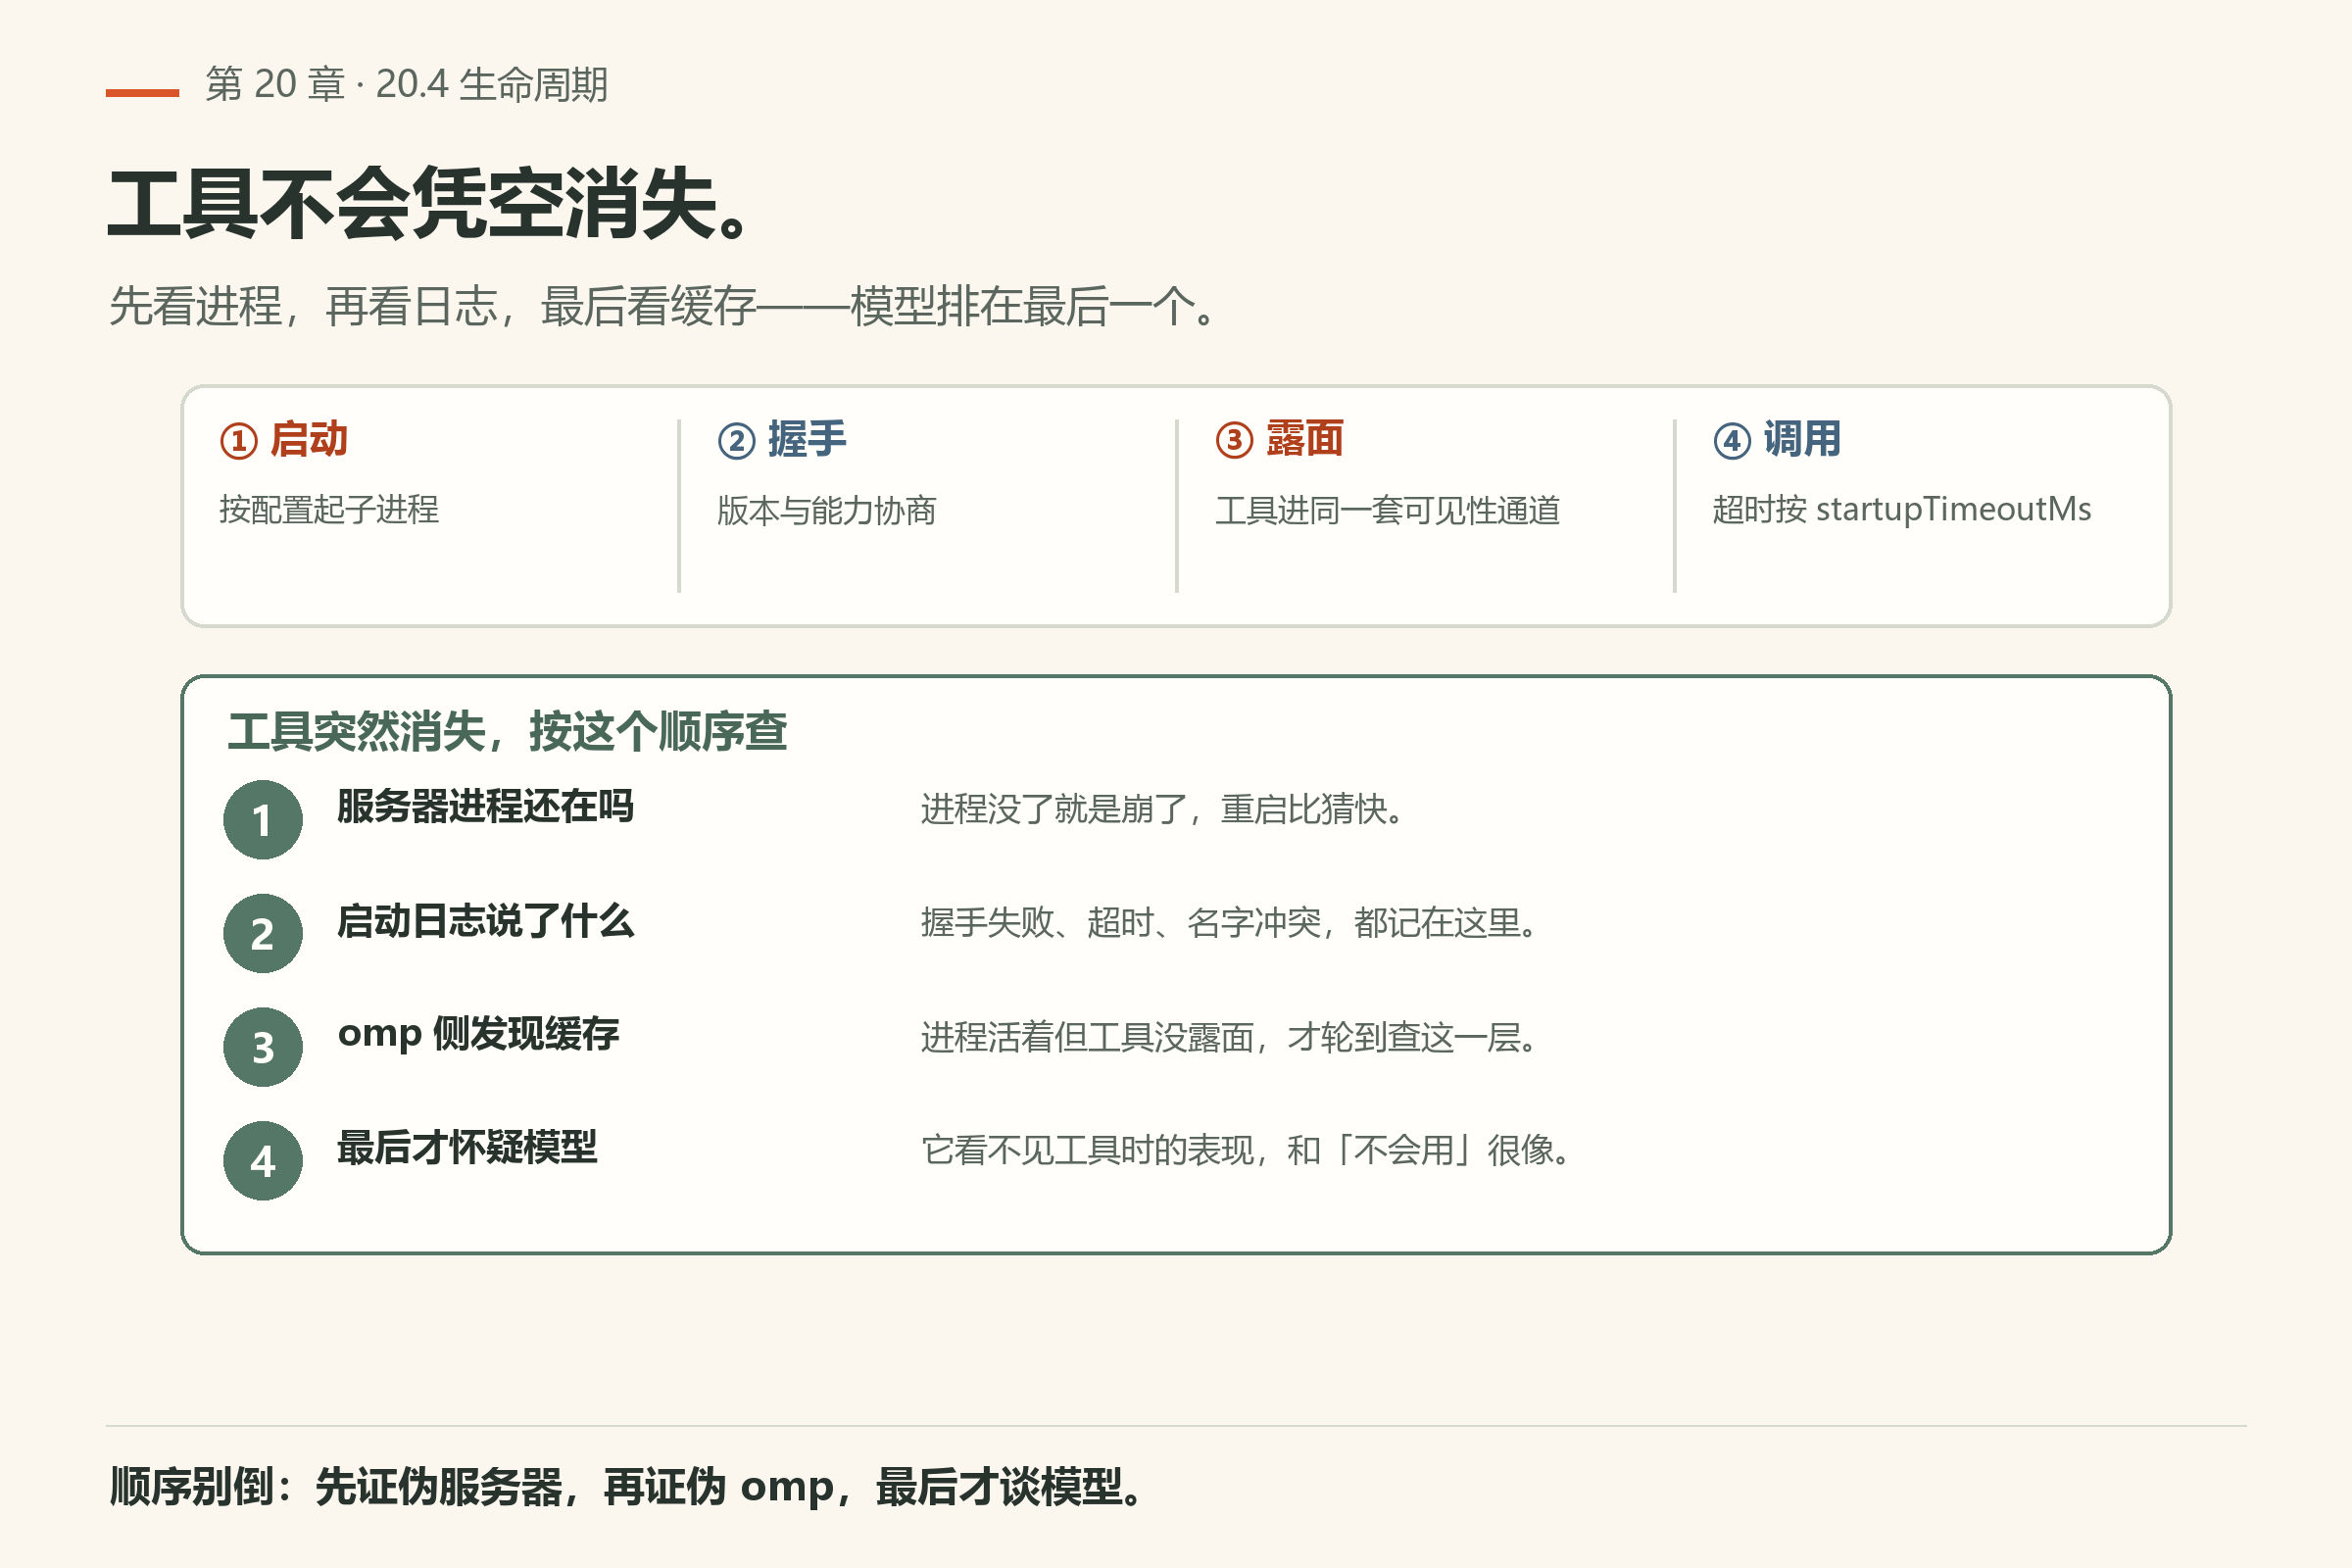 第 20 章 · 20.4 生命周期
工具不会凭空消失。
先看进程，再看日志，最后看缓存——模型排在最后一个。
① 启动
按配置起子进程
② 握手
版本与能力协商
③ 露面
工具进同一套可见性通道
④ 调用
超时按 startupTimeoutMs
工具突然消失，按这个顺序查
1 服务器进程还在吗 进程没了就是崩了，重启比猜快。
2 启动日志说了什么 握手失败、超时、名字冲突，都记在这里。
3 omp 侧发现缓存 进程活着但工具没露面，才轮到查这一层。
4 最后才怀疑模型 它看不见工具时的表现，和「不会用」很像。
顺序别倒：先证伪服务器，再证伪 omp，最后才谈模型。